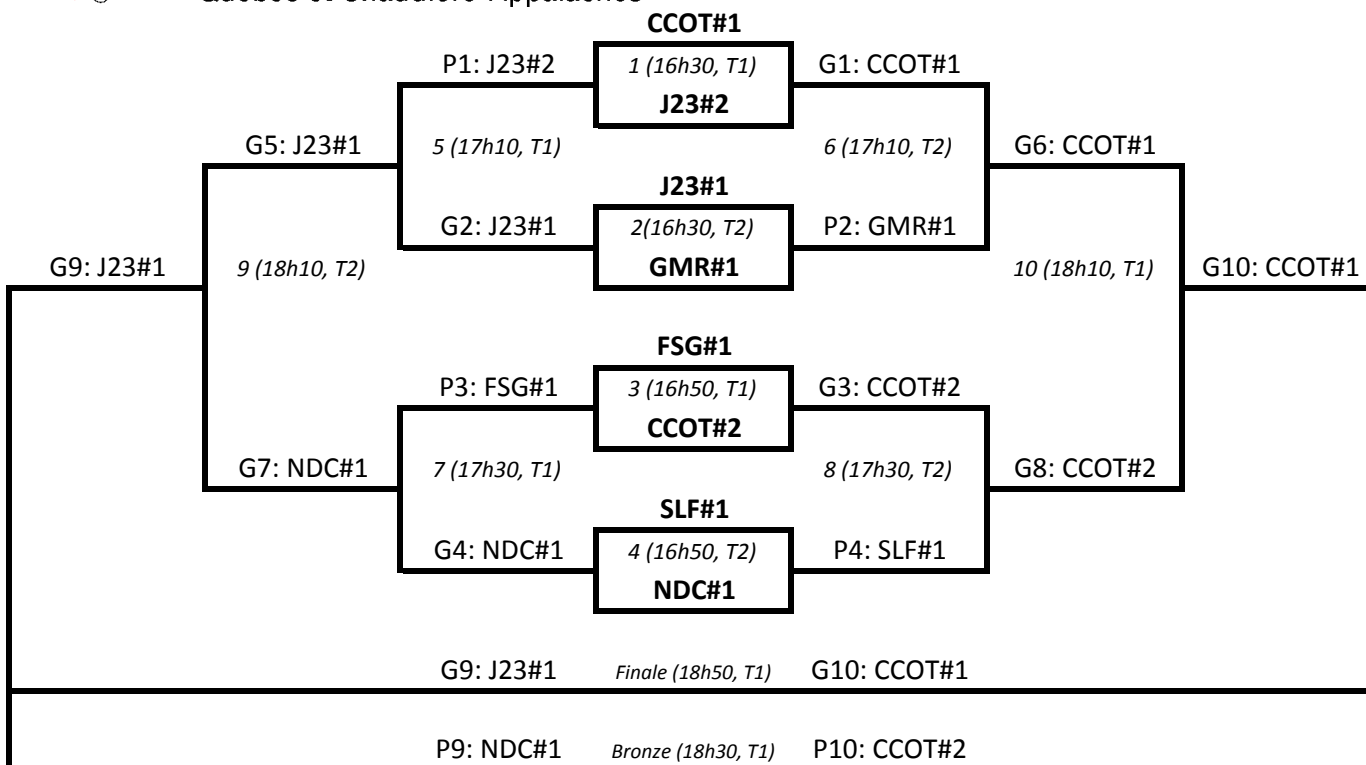 CCOT#1
P1: J23#2
1 (16h30, T1)
G1: CCOT#1
J23#2
G5: J23#1
5 (17h10, T1)
6 (17h10, T2)
G6: CCOT#1
J23#1
G2: J23#1
2(16h30, T2)
P2: GMR#1
G9: J23#1
9 (18h10, T2)
GMR#1
10 (18h10, T1)
G10: CCOT#1
FSG#1
P3: FSG#1
3 (16h50, T1)
G3: CCOT#2
CCOT#2
G7: NDC#1
7 (17h30, T1)
8 (17h30, T2)
G8: CCOT#2
SLF#1
G4: NDC#1
4 (16h50, T2)
P4: SLF#1
NDC#1
G9: J23#1 Finale (18h50, T1) G10: CCOT#1
P9: NDC#1 Bronze (18h30, T1) P10: CCOT#2